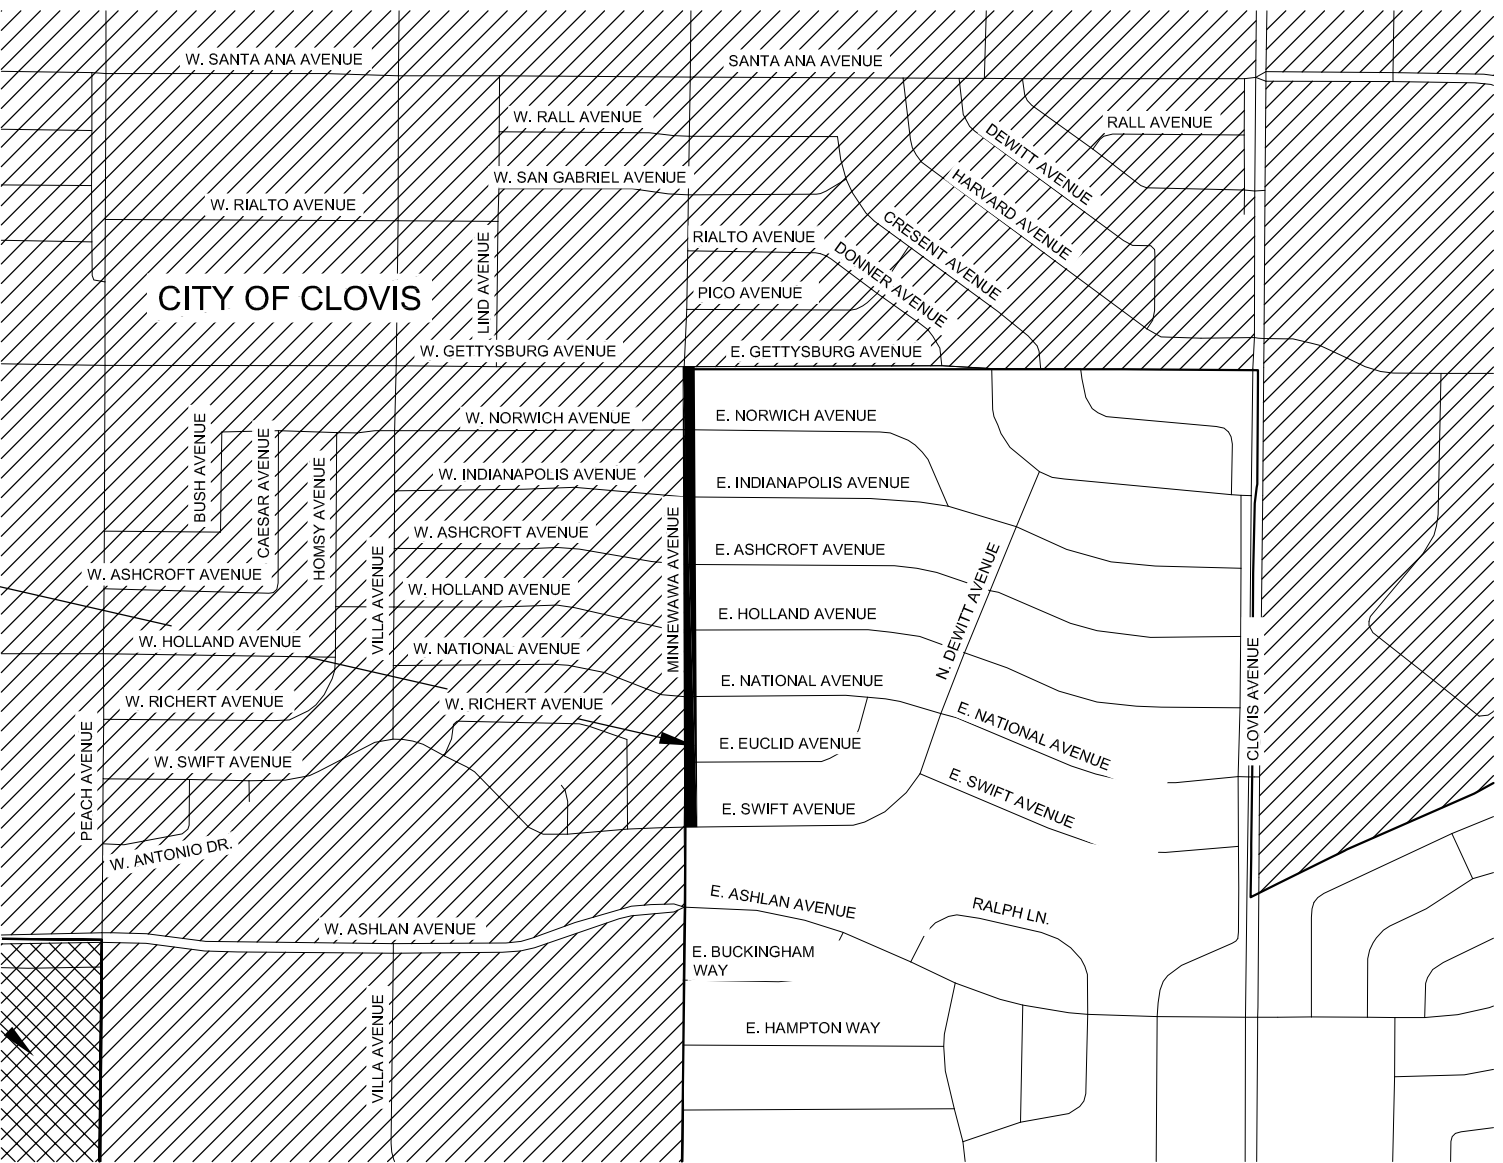 W. SANTA ANA AVENUE
SANTA ANA AVENUE
W. RALL AVENUE
RALL AVENUE
DEWITT AVENUE
W. SAN GABRIEL AVENUE
HARVARD AVENUE
W. RIALTO AVENUE
CRESENT AVENUE
RIALTO AVENUE
DONNER AVENUE
LIND AVENUE
CITY OF CLOVIS
PICO AVENUE
W. GETTYSBURG AVENUE
E. GETTYSBURG AVENUE
W. NORWICH AVENUE
E. NORWICH AVENUE
BUSH AVENUE
CAESAR AVENUE
HOMSY AVENUE
W. INDIANAPOLIS AVENUE
E. INDIANAPOLIS AVENUE
W. ASHCROFT AVENUE
E. ASHCROFT AVENUE
MINNEWAWA AVENUE
VILLA AVENUE
W. ASHCROFT AVENUE
W. HOLLAND AVENUE
E. HOLLAND AVENUE
N. DEWITT AVENUE
W. HOLLAND AVENUE
W. NATIONAL AVENUE
E. NATIONAL AVENUE
CLOVIS AVENUE
W. RICHERT AVENUE
W. RICHERT AVENUE
E. NATIONAL AVENUE
E. EUCLID AVENUE
PEACH AVENUE
W. SWIFT AVENUE
E. SWIFT AVENUE
E. SWIFT AVENUE
W. ANTONIO DR.
E. ASHLAN AVENUE
RALPH LN.
W. ASHLAN AVENUE
E. BUCKINGHAM
WAY
E. HAMPTON WAY
VILLA AVENUE